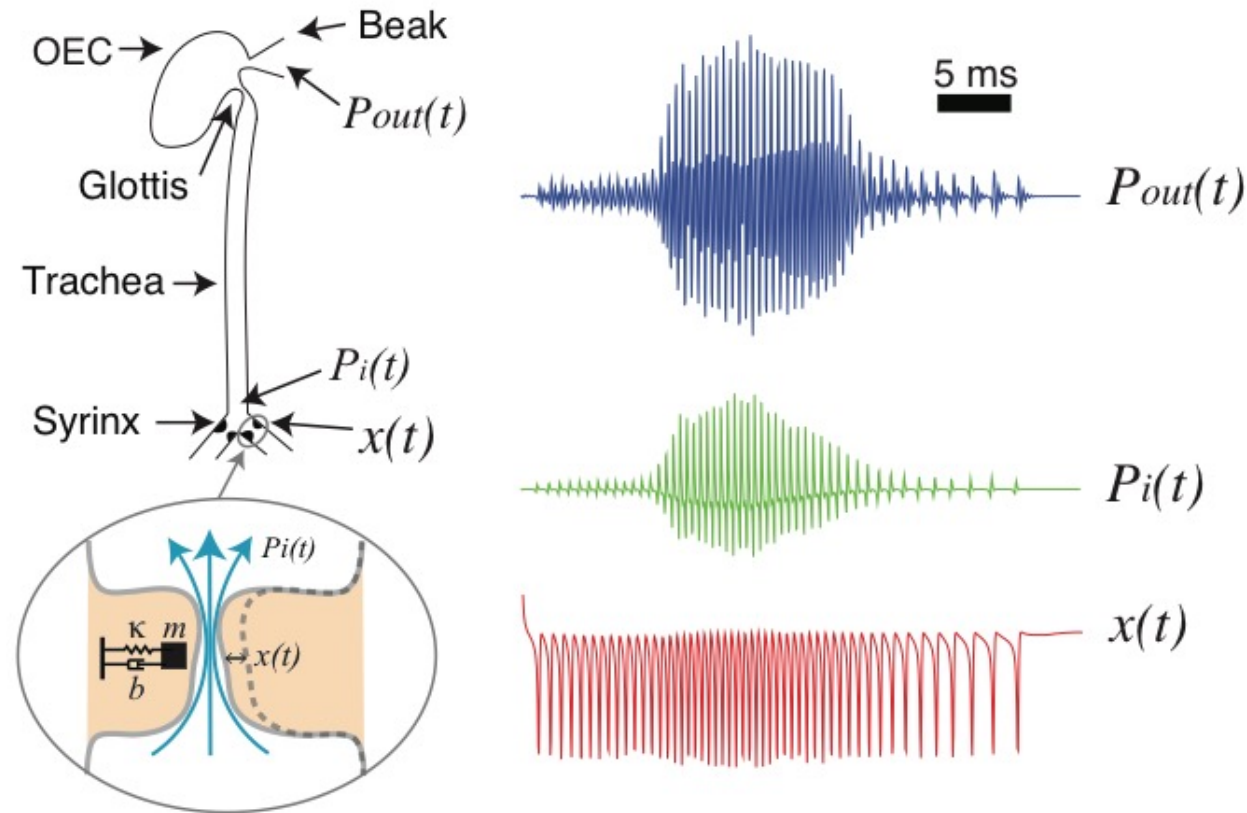 OEC
Beak
Pout(t)
Glottis
Trachea
Pi(t)
Syrinx
x(t)
Pi(t)
κ
m
b
x(t)
5 ms
Pout(t)
Pi(t)
x(t)